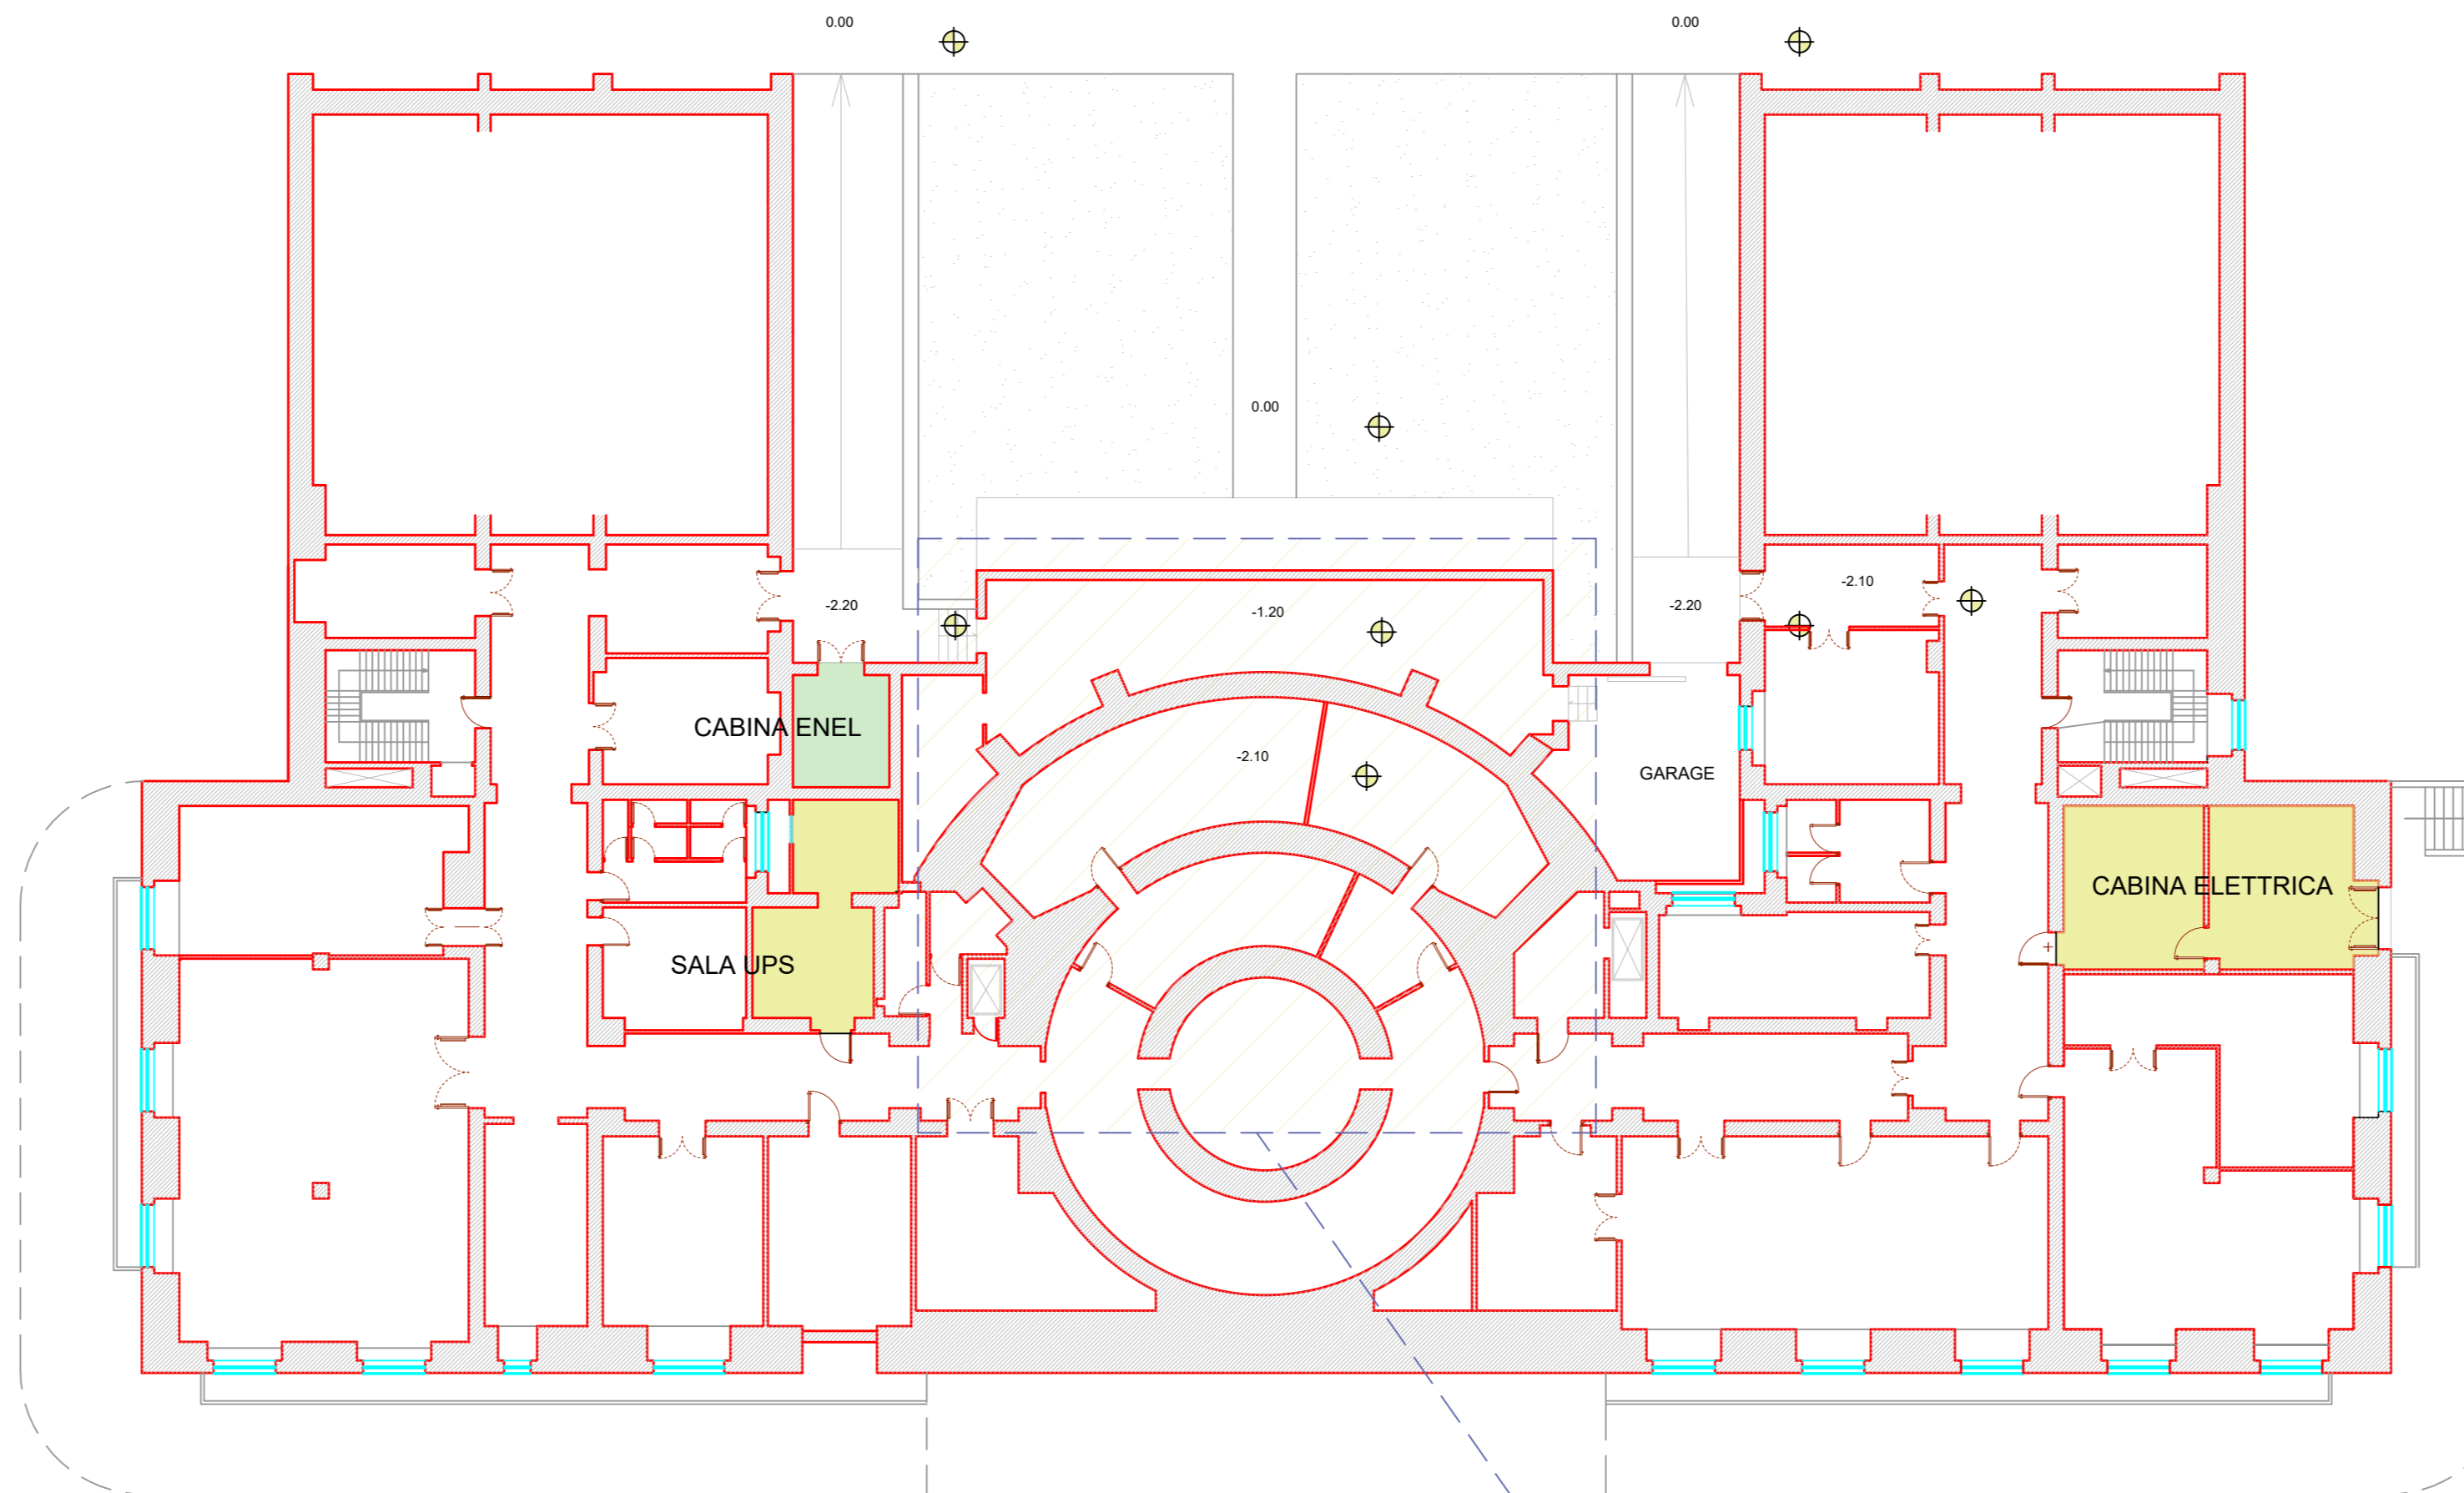 0.00
0.00
0.00
-2.10
-2.20
-1.20
-2.20
CABINA ENEL
-2.10
GARAGE
CABINA ELETTRICA
SALA UPS